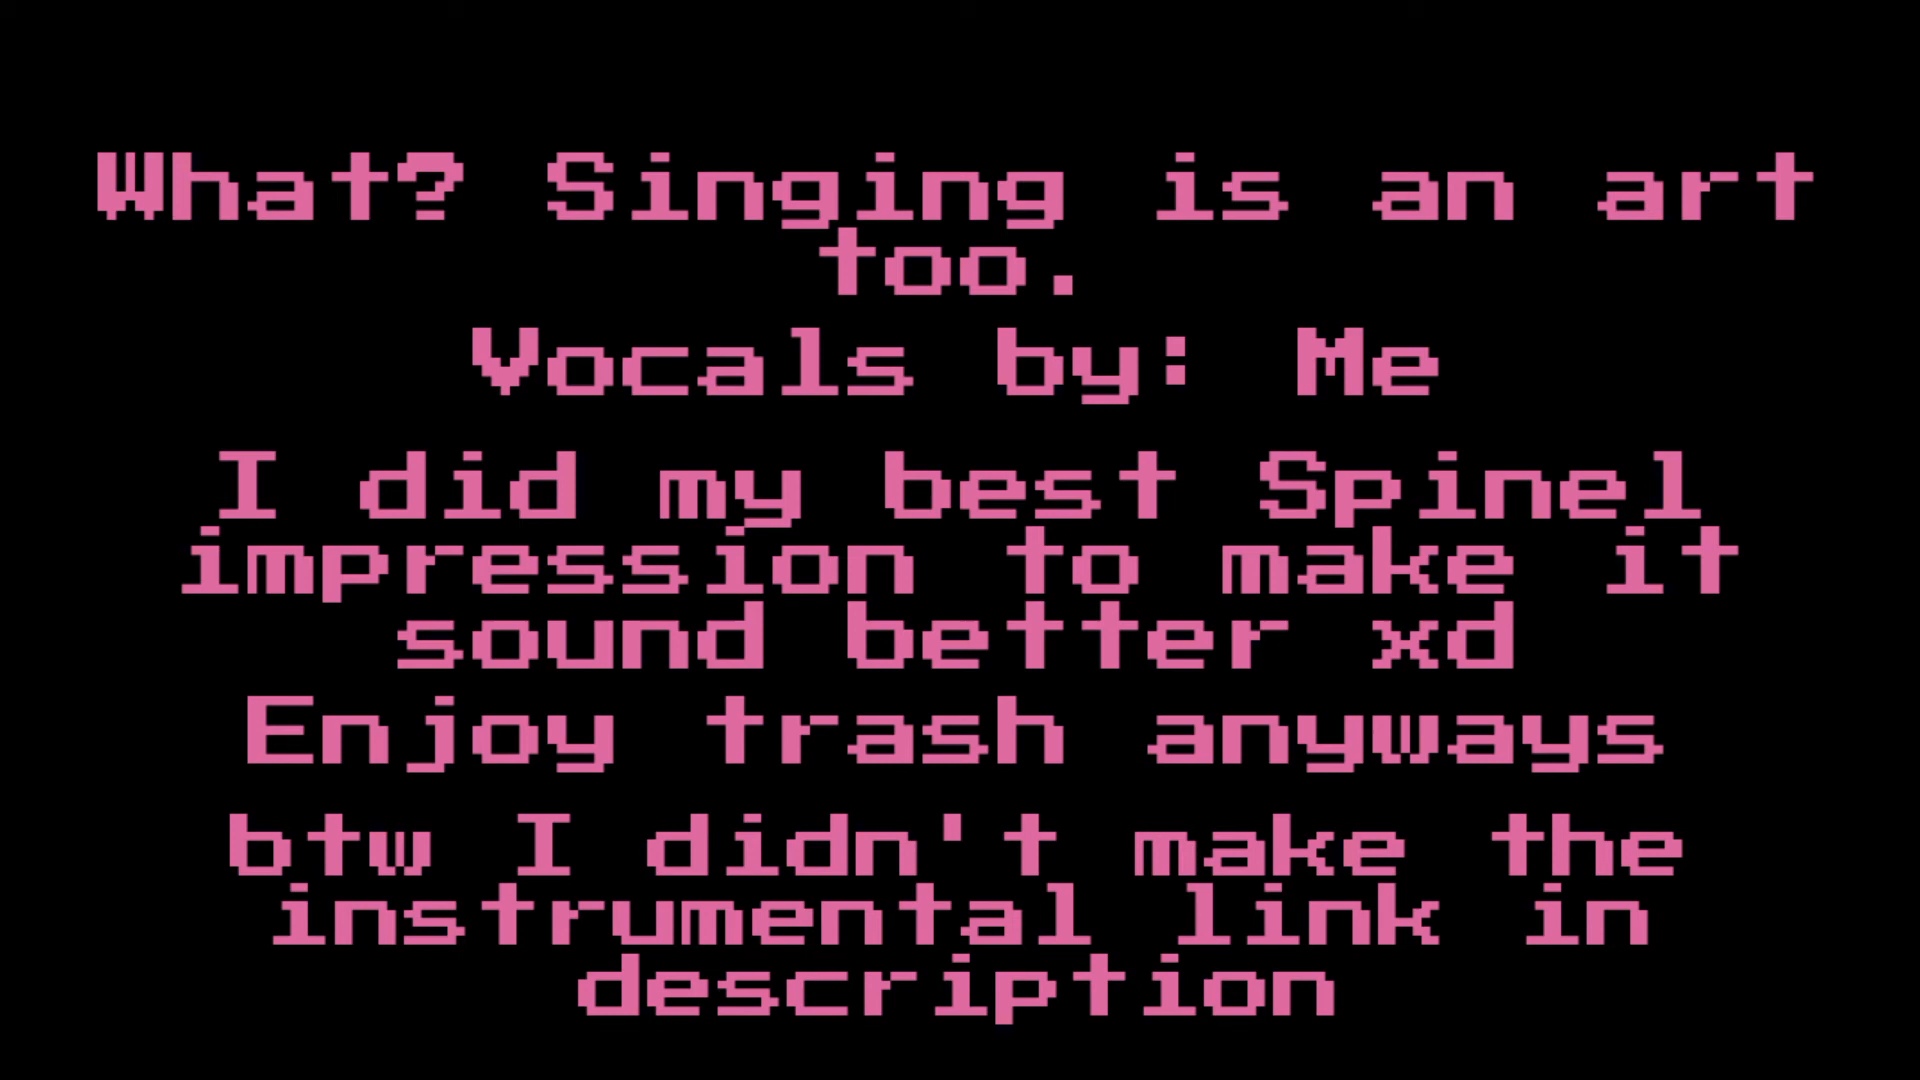 What? Singing is an art
too.
Vocals by: Me
I did my best Spinel
impression to make it
sound better xd
Enjoy trash anyways
btw I didn't make the
instrumental link in
description